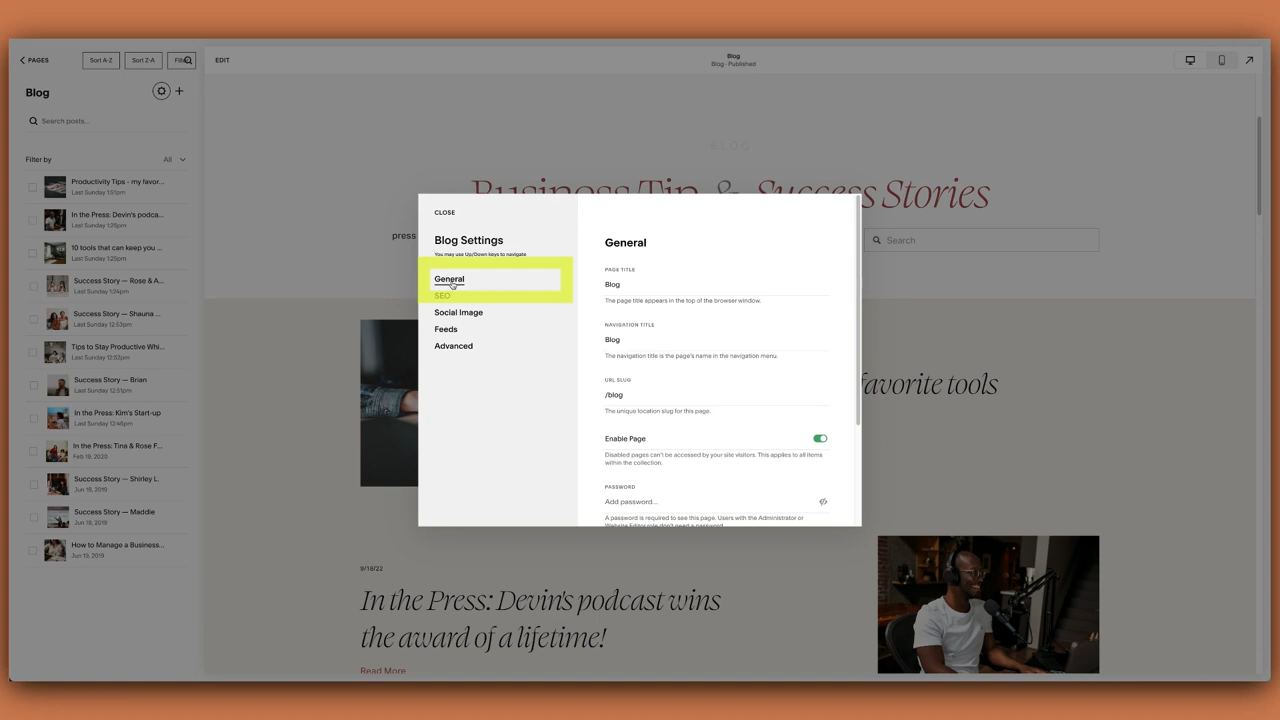 PAGES
Sort A-Z
Sort Z-A
EDIT
Blog
Blog · Published
Blog
Search posts...
Filter by
All
Productivity Tips - my favor...
Last Sunday 1:51pm
In the Press: Devin's podca...
Last Sunday 1:25pm
10 tools that can keep you ...
Last Sunday 1:25pm
Success Story — Rose & A...
Last Sunday 1:24pm
Success Story — Shauna ...
Last Sunday 12:53pm
Tips to Stay Productive Whi...
Last Sunday 12:52pm
Success Story — Brian
Last Sunday 12:51pm
In the Press: Kim's Start-up
Last Sunday 12:46pm
In the Press: Tina & Rose F...
Feb 19, 2020
Success Story — Shirley L.
Jun 19, 2019
Success Story — Maddie
Jun 19, 2019
How to Manage a Business...
Jun 19, 2019
BLOG
Business Tip & Success Stories
press
Search
CLOSE
Blog Settings
You may use Up/Down keys to navigate
General
SEO
Social Image
Feeds
Advanced
General
PAGE TITLE
Blog
The page title appears in the top of the browser window.
NAVIGATION TITLE
Blog
The navigation title is the page's name in the navigation menu.
URL SLUG
/blog
The unique location slug for this page.
Enable Page
Disabled pages can't be accessed by your site visitors. This applies to all items
within the collection.
PASSWORD
Add password...
A password is required to see this page. Users with the Administrator or
Website Editor role don't need a password.
favorite tools
9/18/22
In the Press: Devin's podcast wins
the award of a lifetime!
Read More